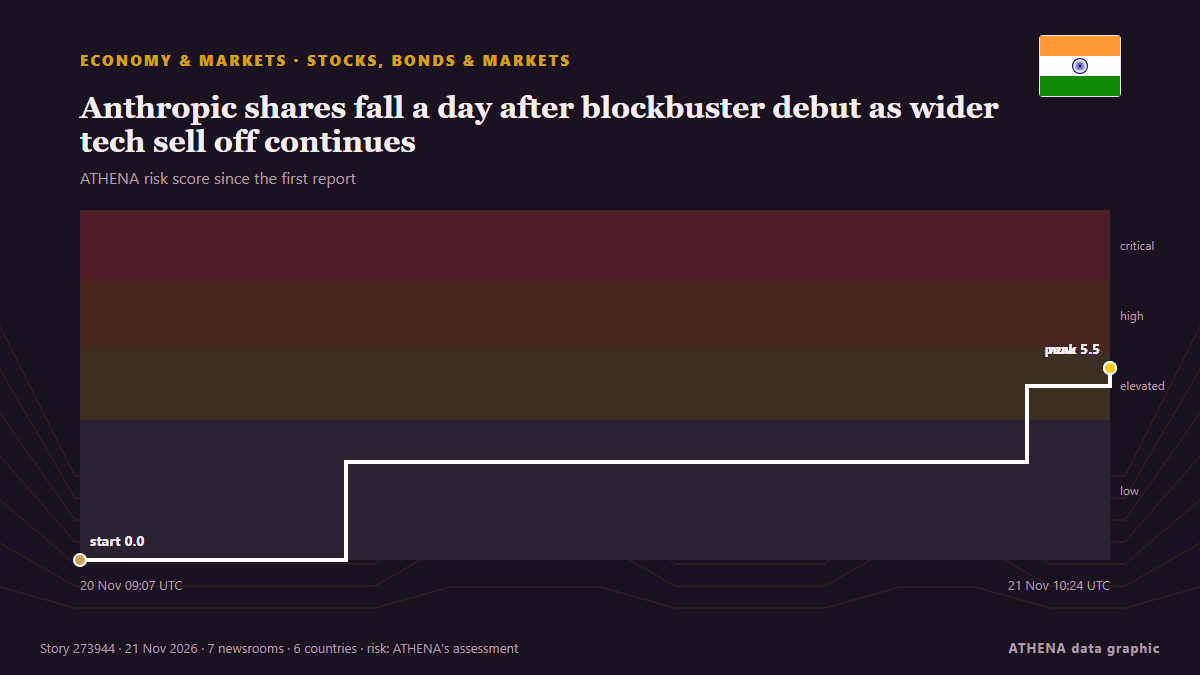 ECONOMY & MARKETS · STOCKS, BONDS & MARKETS
Anthropic shares fall a day after blockbuster debut as wider
tech sell off continues
ATHENA risk score since the first report
critical
high
peak 5.5
elevated
low
start 0.0
20 Nov 09:07 UTC
21 Nov 10:24 UTC
Story 273944 · 21 Nov 2026 · 7 newsrooms · 6 countries · risk: ATHENA's assessment
ATHENA data graphic